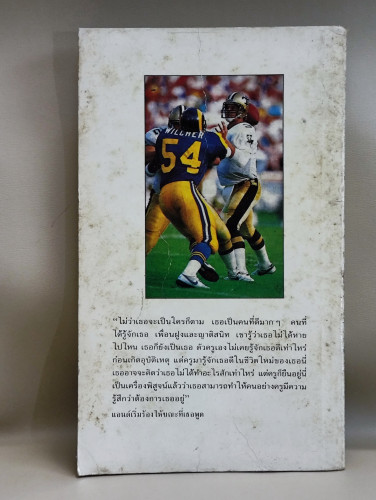 WILLMER
54
"ไม่ว่าเธอจะเป็นใครก็ตาม เธอเป็นคนที่ดีมากๆ คนที่
ได้รู้จักเธอ เพื่อนฝูงและญาติสนิท เขารู้ว่าเธอไม่ได้หาย
ไปไหน เธอก็ยังเป็นเธอ ตัวครูเองไม่เคยรู้จักเธอดีเท่าไหร่
ก่อนเกิดอุบัติเหตุ แต่ครูมารู้จักเธอดีในชีวิตใหม่ของเธอนี่
เธออาจจะคิดว่าเธอไม่ได้ทำอะไรสักเท่าไหร่ แต่ครูก็ยืนอยู่นี่
เป็นเครื่องพิสูจน์แล้วว่าเธอสามารถทำให้คนอย่างครูมีความ
รู้สึกว่าต้องการเธออยู่"
แอนดี้เริ่มร้องไห้ขณะที่เธอพูด